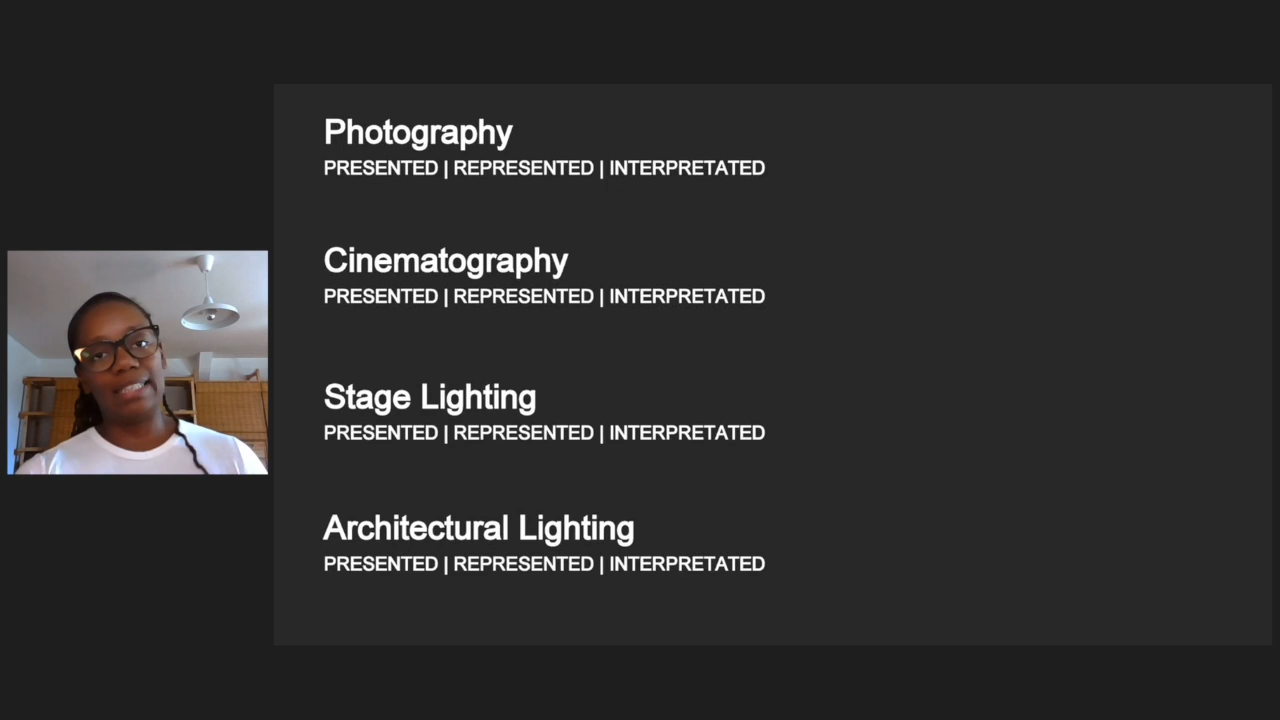 Photography
PRESENTED | REPRESENTED | INTERPRETATED
Cinematography
PRESENTED | REPRESENTED | INTERPRETATED
Stage Lighting
PRESENTED | REPRESENTED | INTERPRETATED
Architectural Lighting
PRESENTED | REPRESENTED | INTERPRETATED